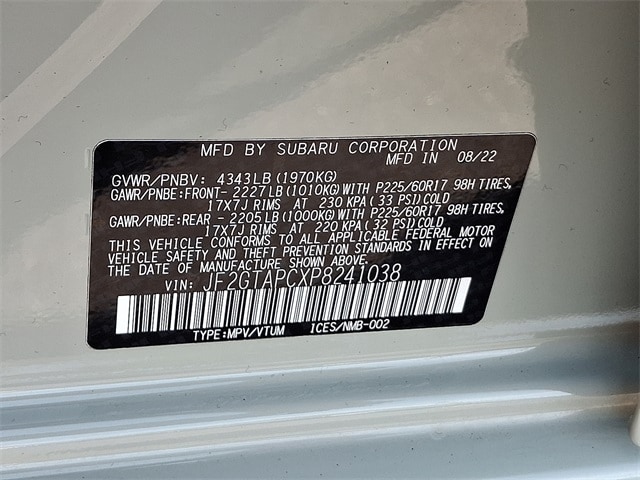 MFD BY SUBARU CORPORATION
MFD IN 08/22
GVWR/PNBV: 4343LB (1970KG)
GAWR/PNBE:FRONT- 2227LB (1010KG) WITH P225/60R17 98H TIRES,
17X7J RIMS AT 230 KPA (33 PSI) COLD
GAWR/PNBE:REAR - 2205LB (1000KG) WITH P225/60R17 98H TIRES,
17X7J RIMS AT 220 KPA (32 PSI) COLD
THIS VEHICLE CONFORMS TO ALL APPLICABLE FEDERAL MOTOR
VEHICLE SAFETY AND THEFT PREVENTION STANDARDS IN EFFECT ON
THE DATE OF MANUFACTURE SHOWN ABOVE.
VIN: JF2GTAPCXP8241038
TYPE:MPV/VTUM ICES/NMB-002